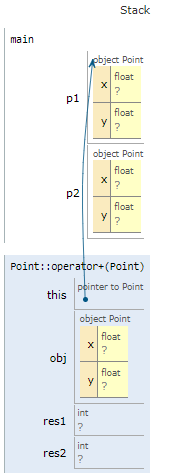 Stack
main
object Point
p1
x
float
?
y
float
?
object Point
p2
x
float
?
y
float
?
Point::operator+(Point)
this
pointer to Point
object Point
obj
x
float
?
y
float
?
res1
int
?
res2
int
?